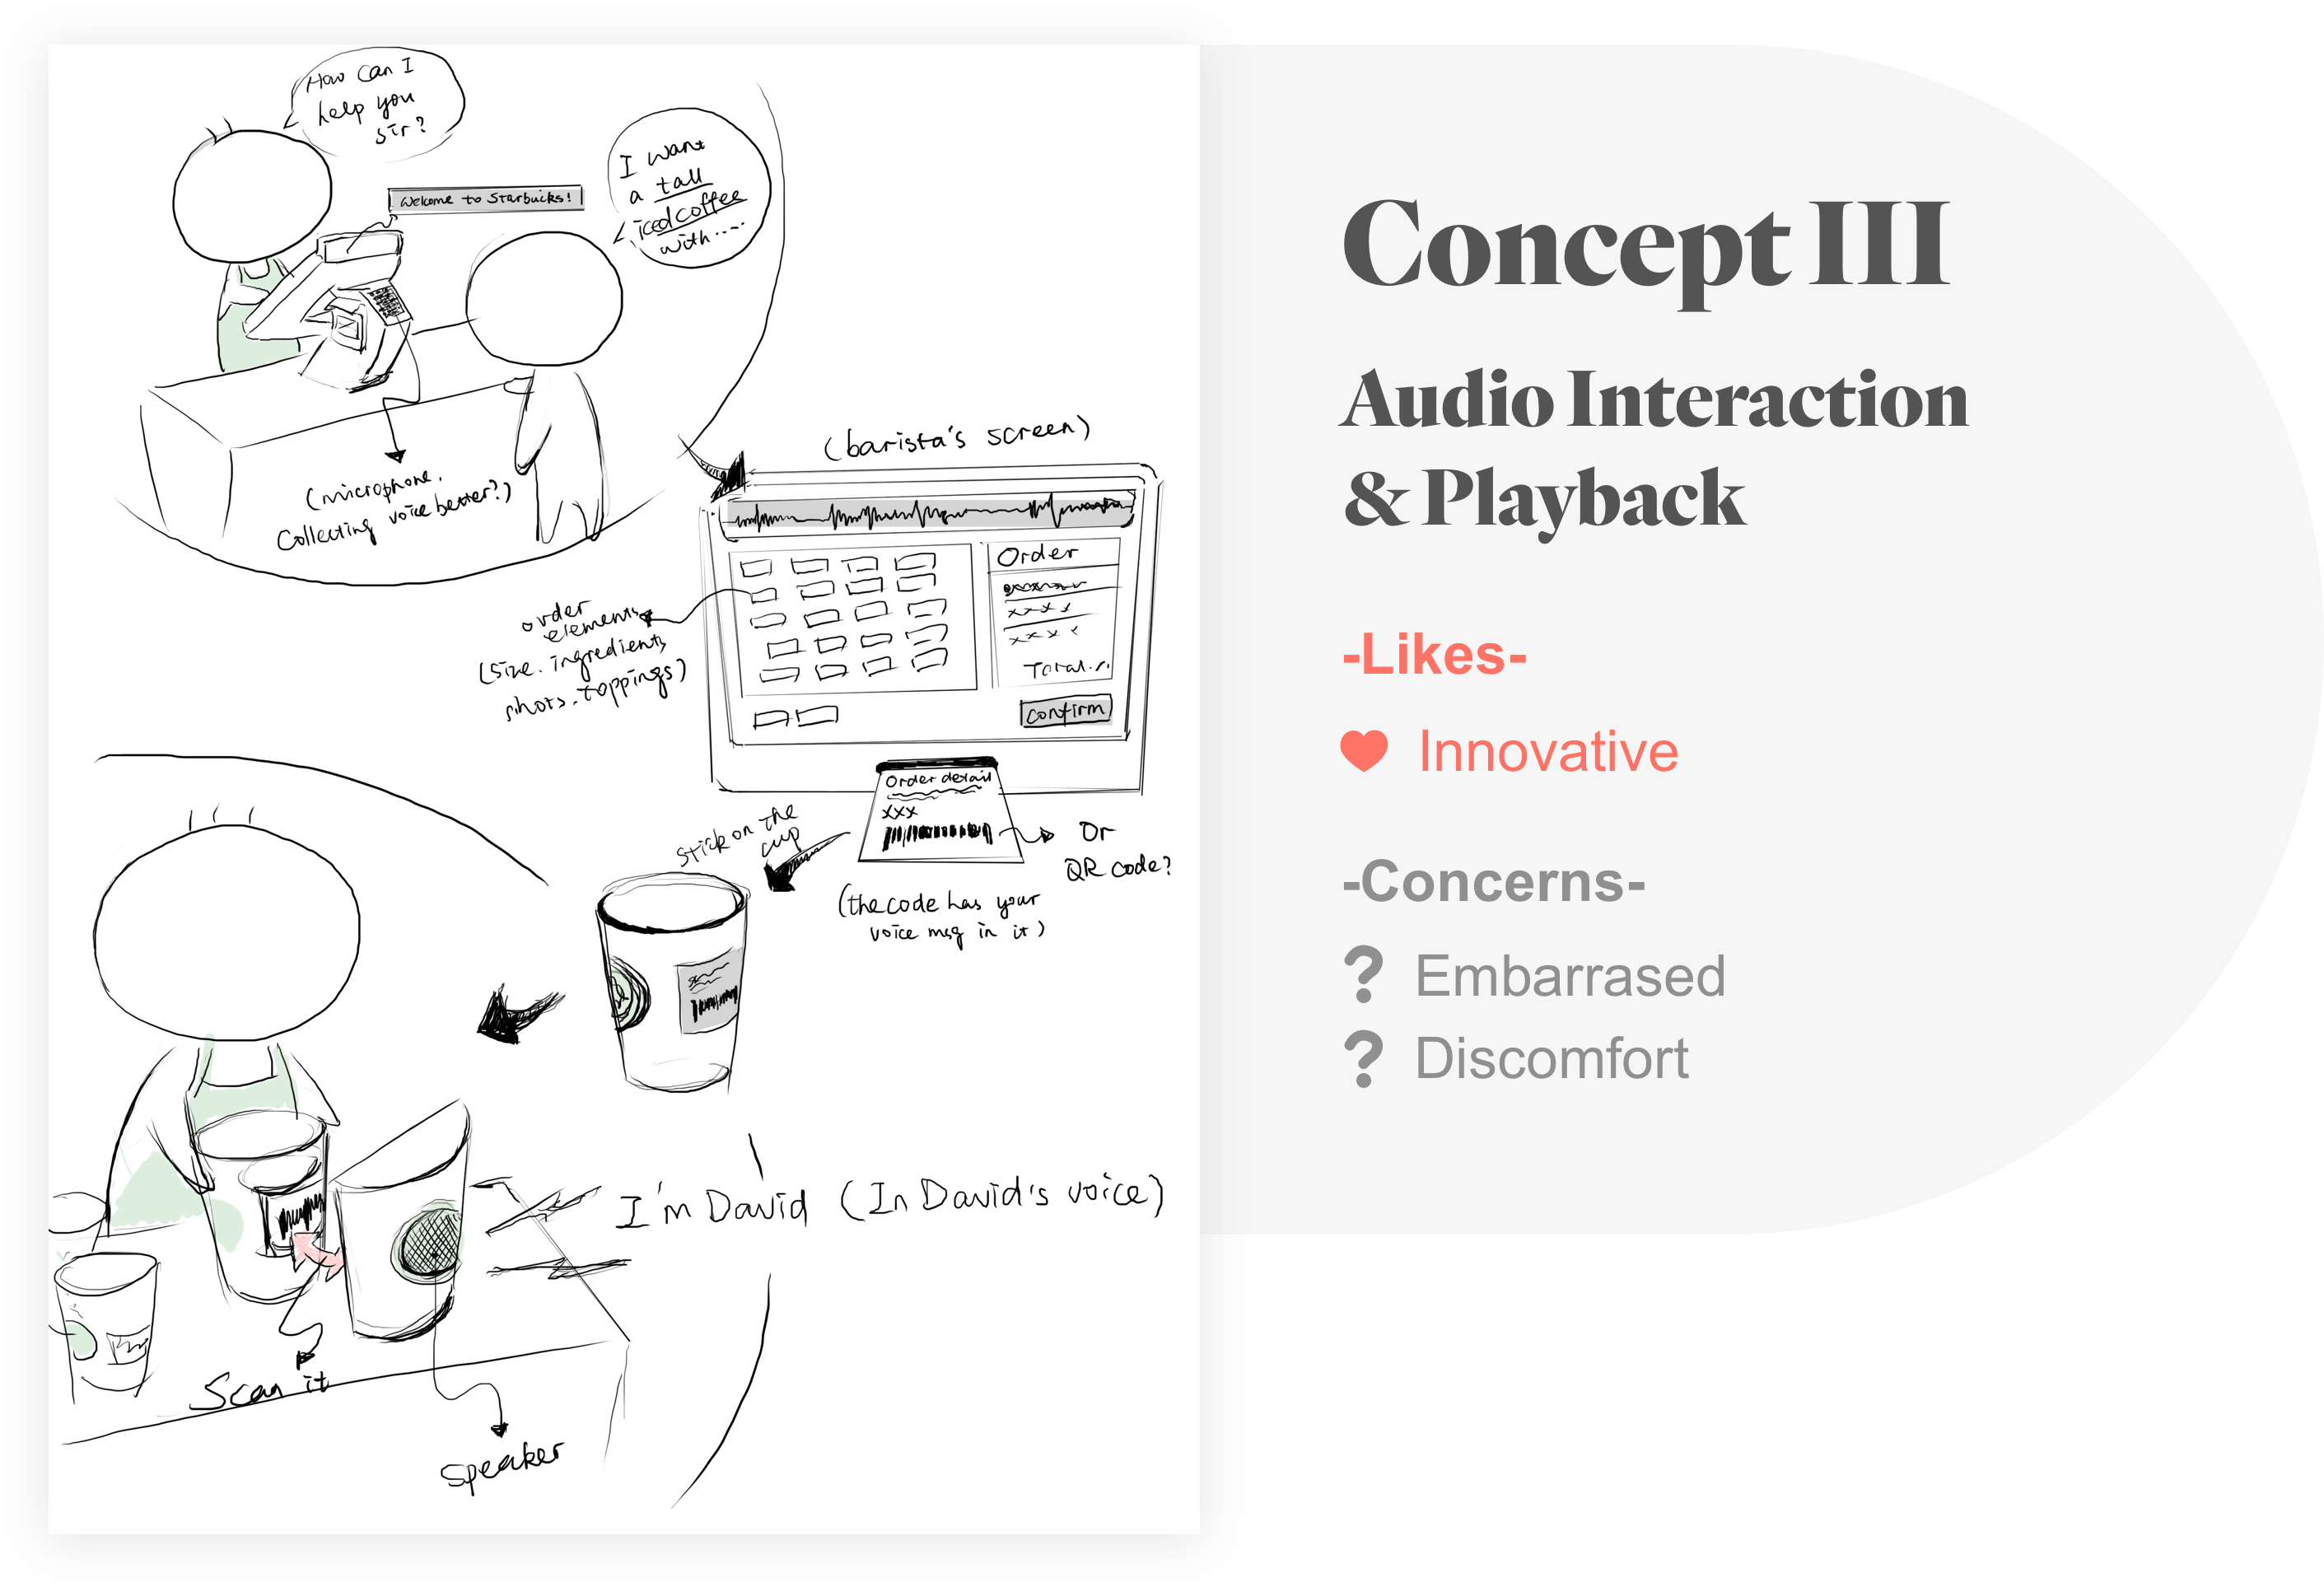 How can I
help you
sir?
Welcome to Starbucks!
I want
a tall
iced coffee
with.....
(microphone.
Collecting voice better?)
(barista's screen)
Order
xxxx
xxxx
Total
confirm
order
elements
(size. ingredients
shots. toppings)
Order detail
xxx
Or
QR code?
Stick on the
cup
(the code has your
voice msg in it)
I'm David (In David's voice)
Scan it
Speaker
Concept III
Audio Interaction
& Playback
-Likes-
Innovative
-Concerns-
? Embarrased
? Discomfort